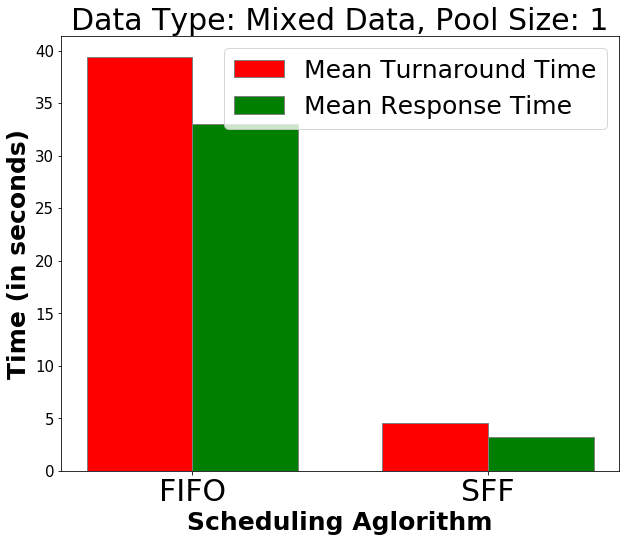 Data Type: Mixed Data, Pool Size: 1
Mean Turnaround Time
Mean Response Time
40
35
30
25
20
15
10
5
0
Time (in seconds)
FIFO
SFF
Scheduling Aglorithm